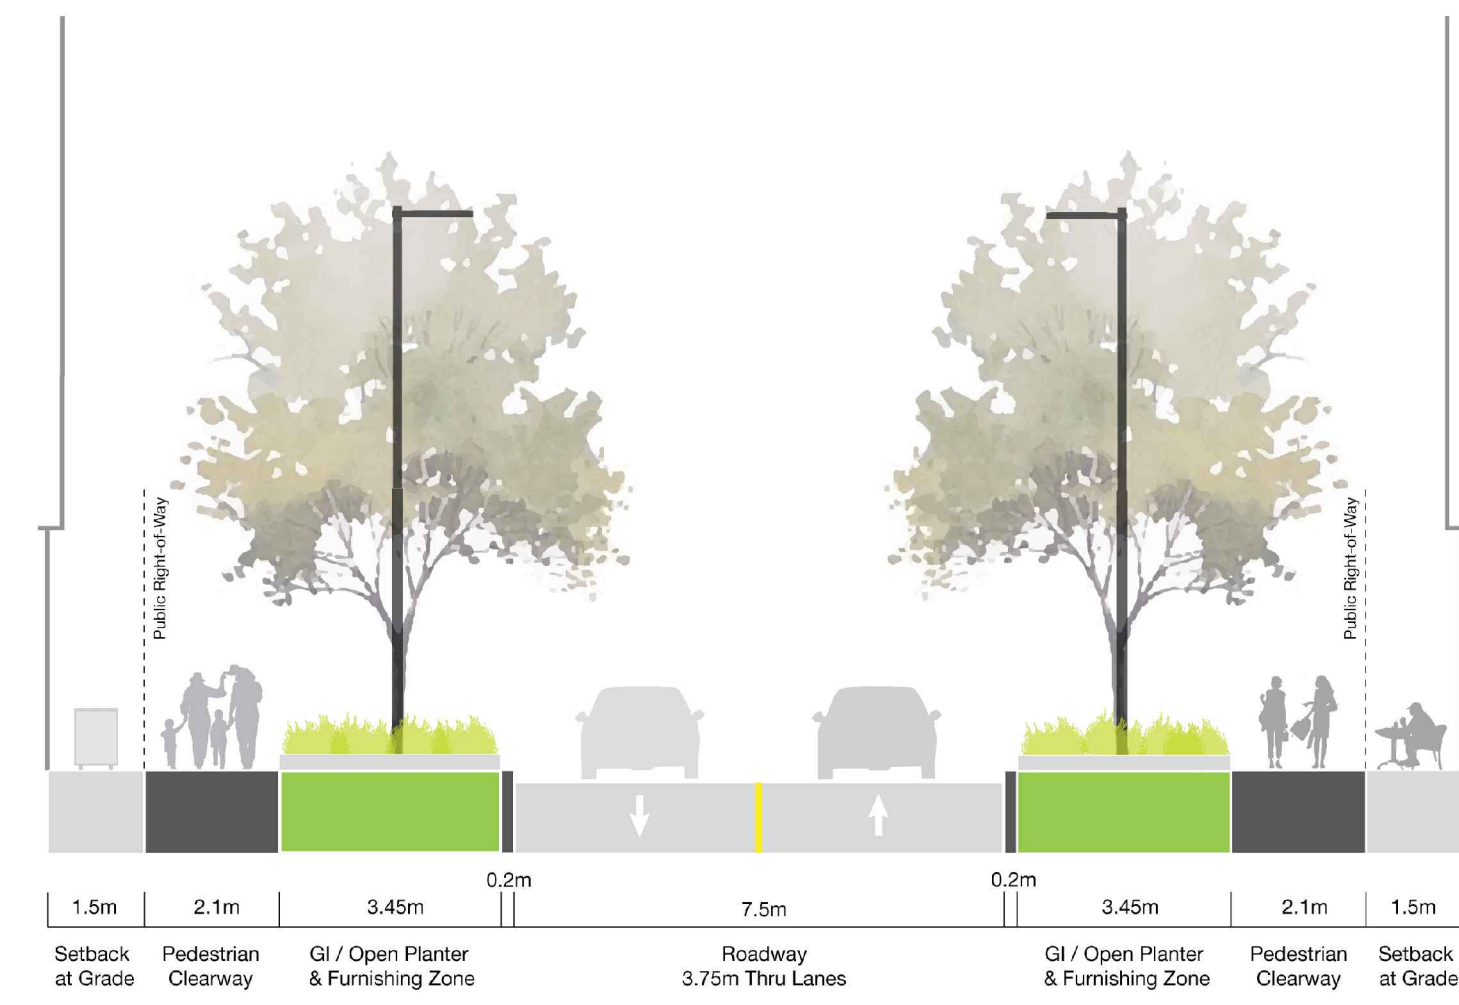 Public Right-of-Way
Public Right-of-Way
0.2m
0.2m
1.5m
2.1m
3.45m
7.5m
3.45m
2.1m
1.5m
Setback
at Grade
Pedestrian
Clearway
GI / Open Planter
& Furnishing Zone
Roadway
3.75m Thru Lanes
GI / Open Planter
& Furnishing Zone
Pedestrian
Clearway
Setback
at Grade